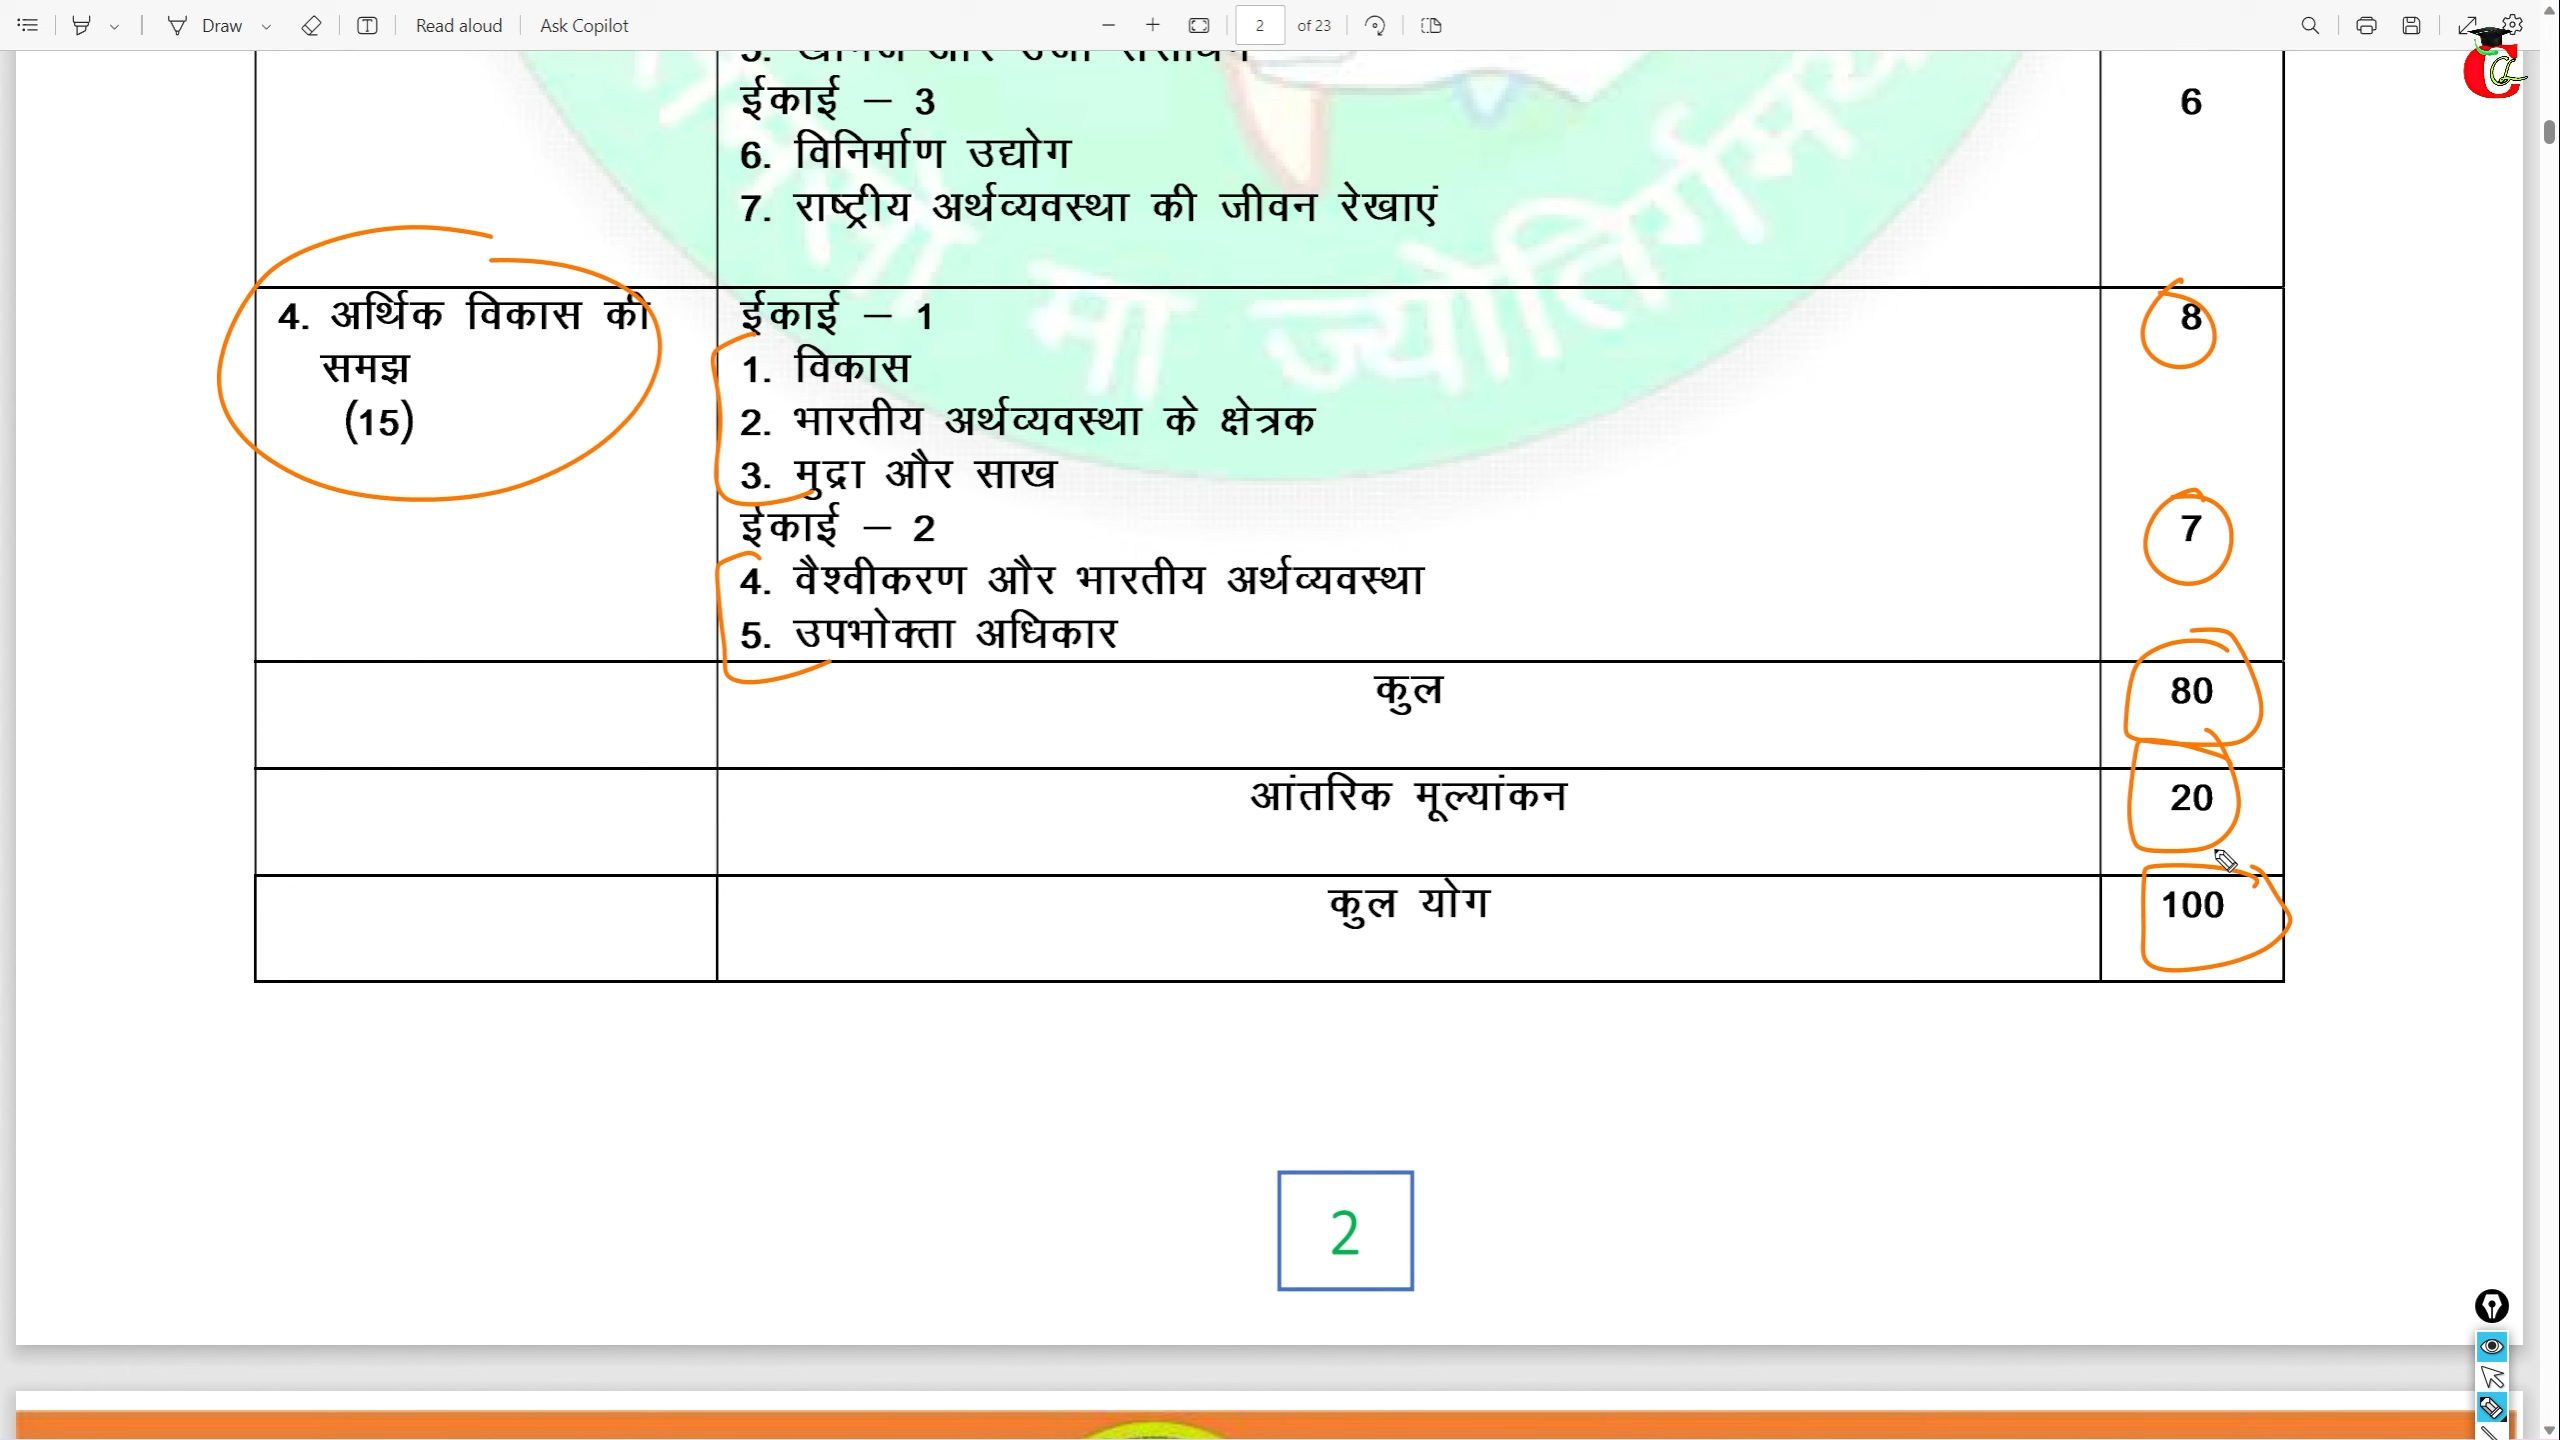 Draw
Read aloud
Ask Copilot
2 of 23
ईकाई – 3
6
6. विनिर्माण उद्योग
7. राष्ट्रीय अर्थव्यवस्था की जीवन रेखाएं
4. अर्थिक विकास की
समझ
(15)
ईकाई – 1
8
1. विकास
2. भारतीय अर्थव्यवस्था के क्षेत्रक
3. मुद्रा और साख
ईकाई – 2
7
4. वैश्वीकरण और भारतीय अर्थव्यवस्था
5. उपभोक्ता अधिकार
कुल
80
आंतरिक मूल्यांकन
20
कुल योग
100
मा ज्योतिर्गमय
2